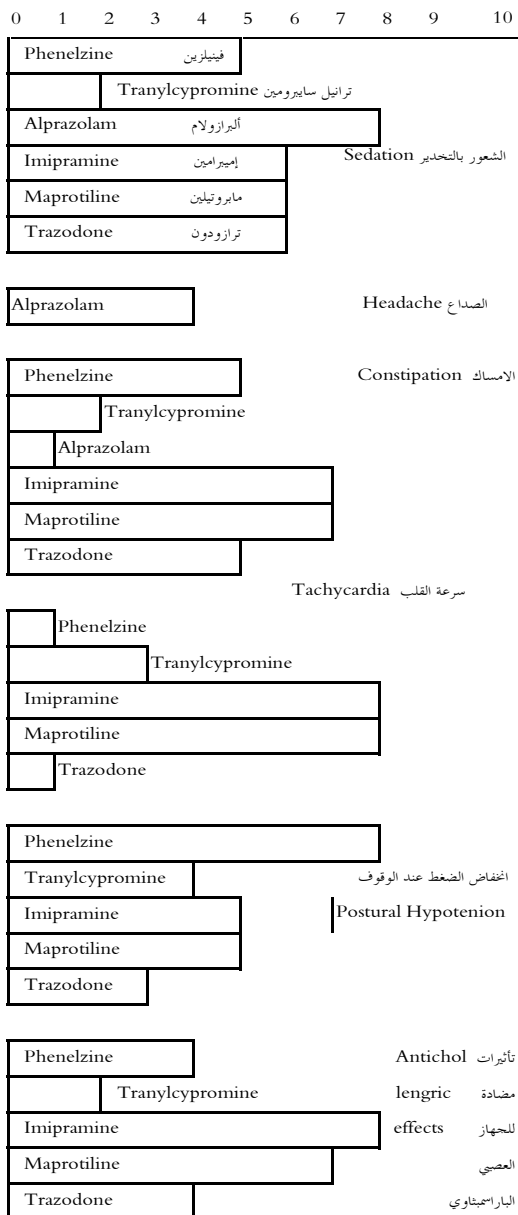 0 1 2 3 4 5 6 7 8 9 10
Phenelzine فينيلزين
Tranylcypromine ترانيل سايبرومين
Alprazolam ألبرازولام
Imipramine إميبرامين Sedation الشعور بالتخدير
Maprotiline مابروتيلين
Trazodone ترازودون
Alprazolam Headache الصداع
Phenelzine Constipation الامساك
Tranylcypromine
Alprazolam
Imipramine
Maprotiline
Trazodone
Tachycardia سرعة القلب
Phenelzine
Tranylcypromine
Imipramine
Maprotiline
Trazodone
Phenelzine
Tranylcypromine انخفاض الضغط عند الوقوف
Imipramine Postural Hypotenion
Maprotiline
Trazodone
Phenelzine Antichol تأثيرات
Tranylcypromine lengric مضادة
Imipramine effects للجهاز
Maprotiline العصبي
Trazodone الباراسمبثاوي